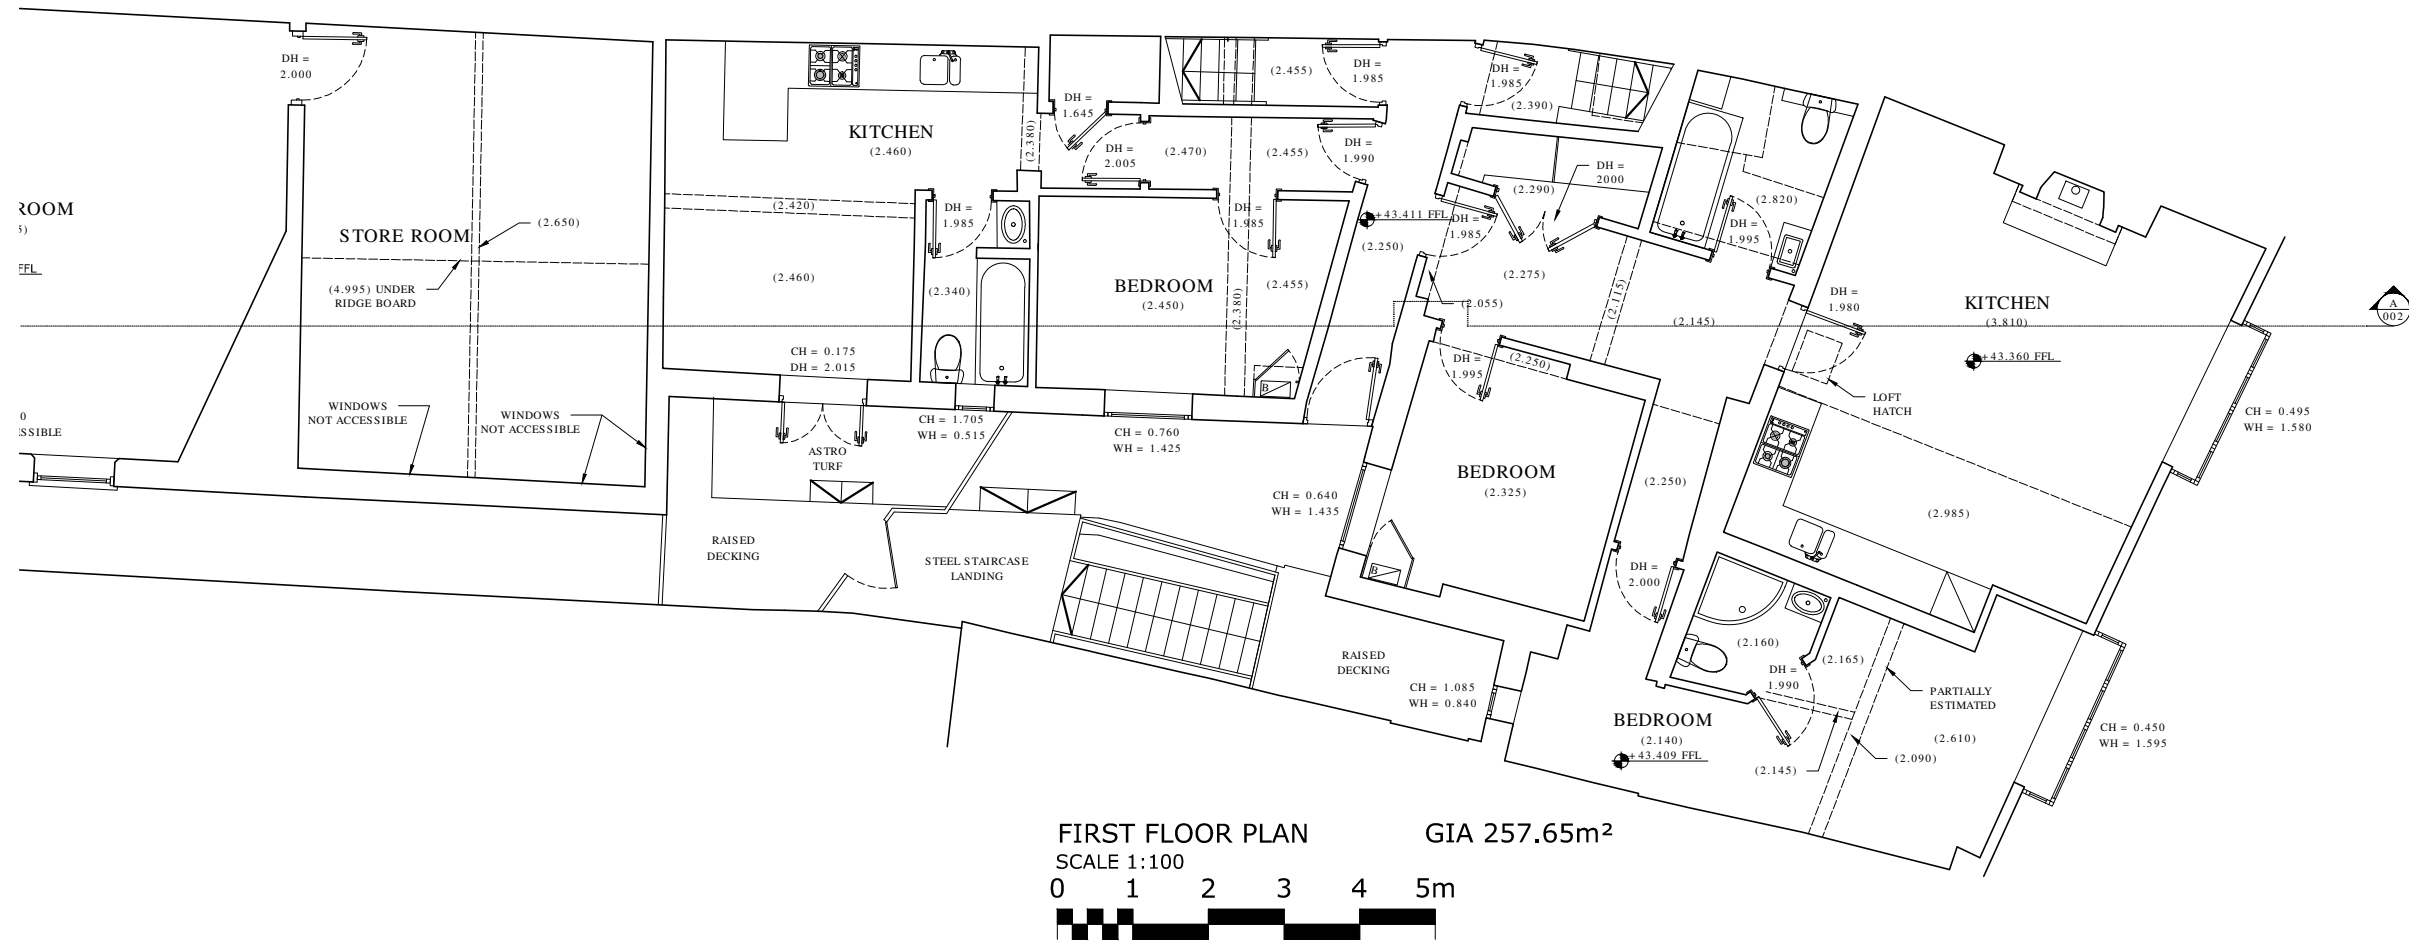 DH =
2.000
ROOM
FFL
STORE ROOM
(2.650)
(4.995) UNDER
RIDGE BOARD
WINDOWS
NOT ACCESSIBLE
WINDOWS
NOT ACCESSIBLE
KITCHEN
(2.460)
(2.380)
(2.420)
(2.460)
DH =
1.985
(2.340)
CH = 0.175
DH = 2.015
CH = 1.705
WH = 0.515
ASTRO
TURF
RAISED
DECKING
STEEL STAIRCASE
LANDING
DH =
1.645
DH =
2.005
(2.470)
(2.455)
(2.455)
DH =
1.985
DH =
1.990
DH =
1.985
BEDROOM
(2.450)
(2.455)
(2.380)
B
CH = 0.760
WH = 1.425
+43.411 FFL
(2.250)
DH =
1.985
(2.390)
DH =
1.985
(2.290)
DH =
2000
(2.275)
(2.055)
(2.115)
(2.145)
DH =
1.995
(2.250)
BEDROOM
(2.325)
B
CH = 0.640
WH = 1.435
(2.250)
DH =
2.000
(2.820)
DH =
1.995
DH =
1.980
KITCHEN
(3.810)
+43.360 FFL
LOFT
HATCH
(2.985)
CH = 0.495
WH = 1.580
A
002
RAISED
DECKING
CH = 1.085
WH = 0.840
BEDROOM
(2.140)
+43.409 FFL
(2.160)
DH =
1.990
(2.165)
PARTIALLY
ESTIMATED
(2.610)
(2.090)
(2.145)
CH = 0.450
WH = 1.595
FIRST FLOOR PLAN
GIA 257.65m²
SCALE 1:100
0 1 2 3 4 5m